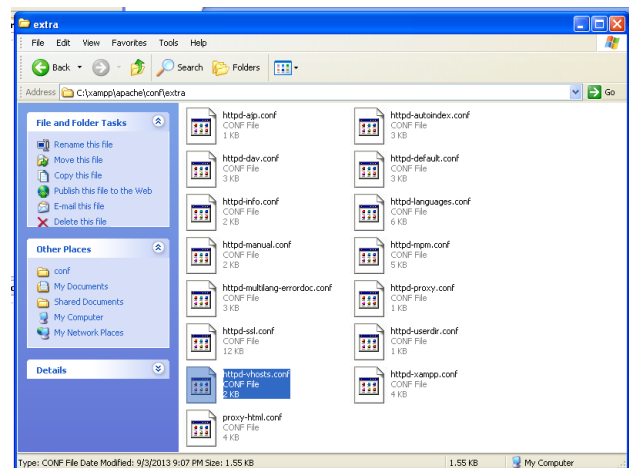 extra
File Edit View Favorites Tools Help
Back Search Folders
Address C:\xampp\apache\conf\extra Go
File and Folder Tasks
Rename this file
Move this file
Copy this file
Publish this file to the Web
E-mail this file
Delete this file
Other Places
conf
My Documents
Shared Documents
My Computer
My Network Places
Details
httpd-ajp.conf
CONF File
1 KB
httpd-autoindex.conf
CONF File
3 KB
httpd-dav.conf
CONF File
3 KB
httpd-default.conf
CONF File
3 KB
httpd-info.conf
CONF File
2 KB
httpd-languages.conf
CONF File
6 KB
httpd-manual.conf
CONF File
2 KB
httpd-mpm.conf
CONF File
5 KB
httpd-multilang-errordoc.conf
CONF File
3 KB
httpd-proxy.conf
CONF File
1 KB
httpd-ssl.conf
CONF File
12 KB
httpd-userdir.conf
CONF File
1 KB
httpd-vhosts.conf
CONF File
2 KB
httpd-xampp.conf
CONF File
4 KB
proxy-html.conf
CONF File
4 KB
Type: CONF File Date Modified: 9/3/2013 9:07 PM Size: 1.55 KB 1.55 KB My Computer